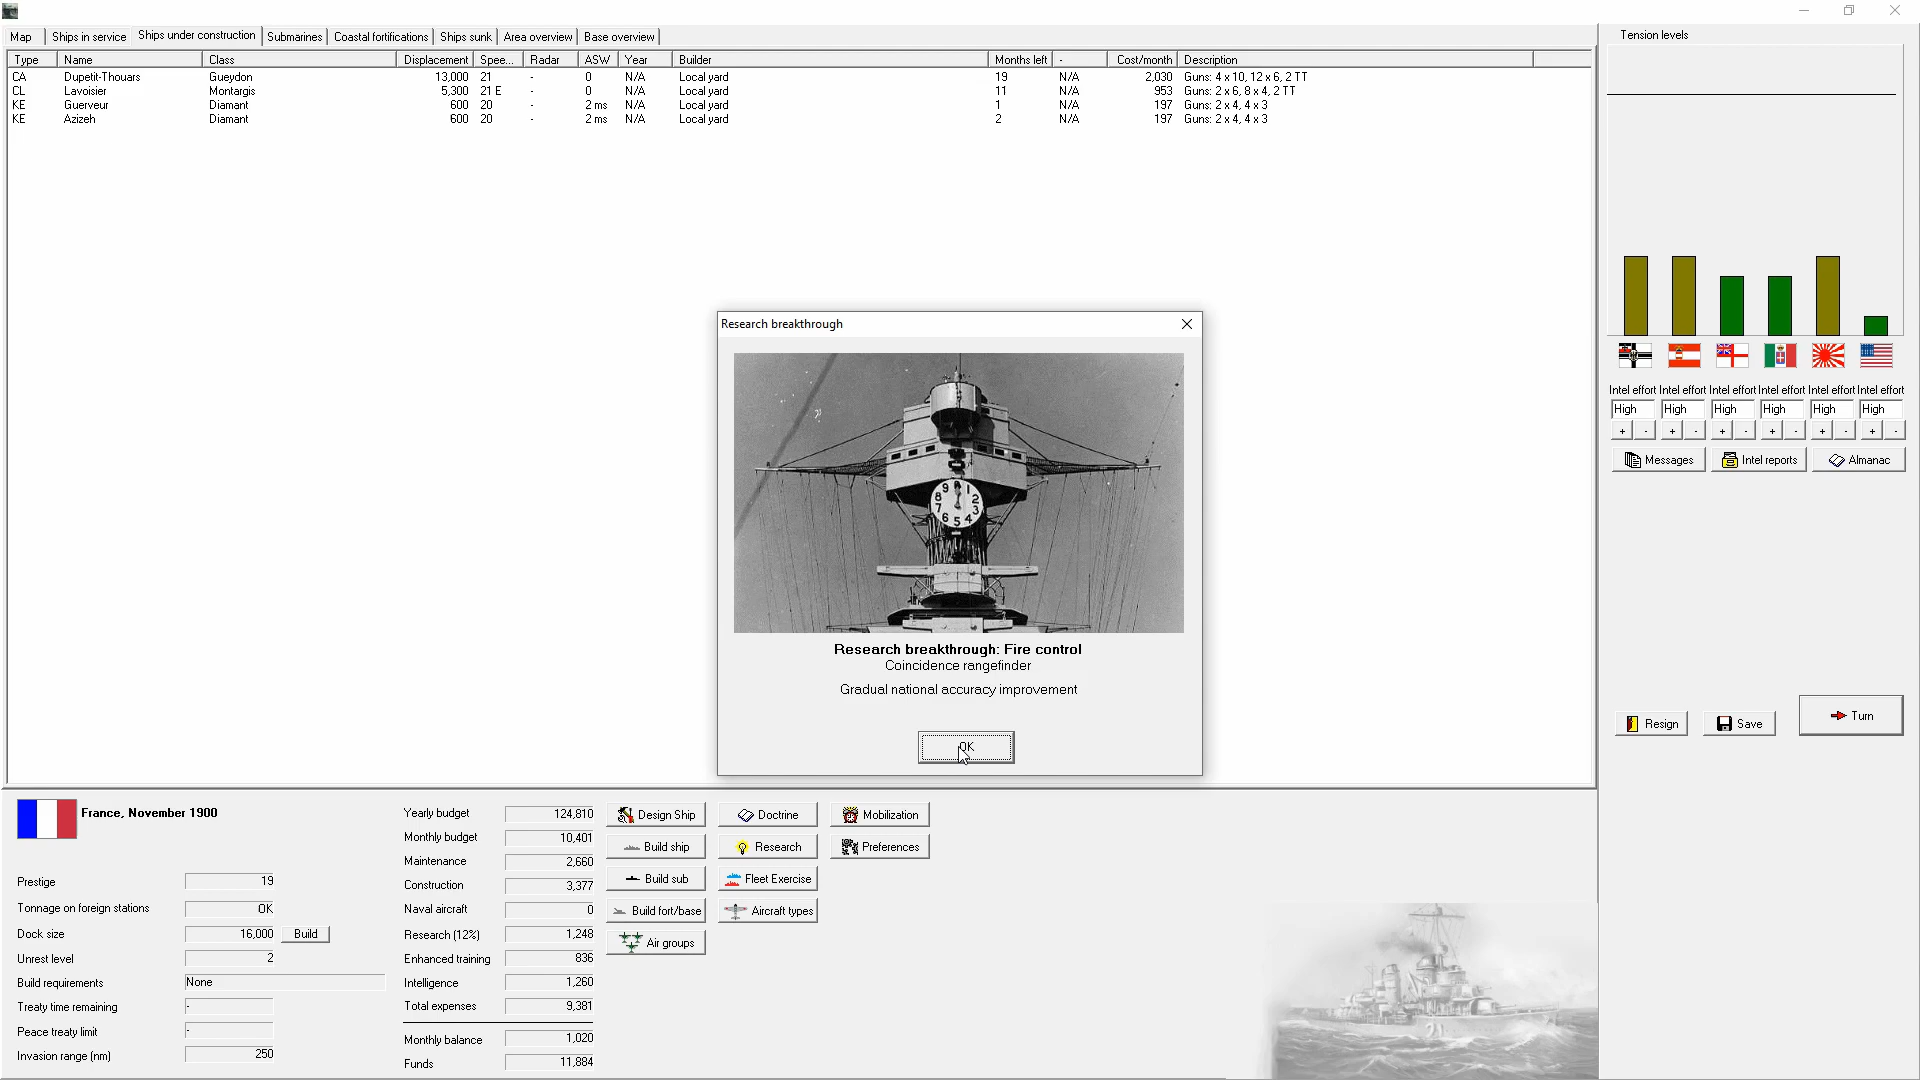 Map Ships in service Ships under construction Submarines Coastal fortifications Ships sunk Area overview Base overview
Type Name Class Displacement Spee... Radar ASW Year Builder Months left - Cost/month Description
CA Dupetit-Thouars Gueydon 13,000 21 - 0 N/A Local yard 19 N/A 2,030 Guns: 4 x 10, 12 x 6, 2 TT
CL Lavoisier Montargis 5,300 21 E - 0 N/A Local yard 11 N/A 953 Guns: 2 x 6, 8 x 4, 2 TT
KE Guerveur Diamant 600 20 - 2 ms N/A Local yard 1 N/A 197 Guns: 2 x 4, 4 x 3
KE Azizeh Diamant 600 20 - 2 ms N/A Local yard 2 N/A 197 Guns: 2 x 4, 4 x 3
Tension levels
Intel effort Intel effort Intel effort Intel effort Intel effort Intel effort
High High High High High High
+ - + - + - + - + - + -
Messages Intel reports Almanac
Resign Save Turn
Research breakthrough
9 1
8 2
7 3
6 5 4
Research breakthrough: Fire control
Coincidence rangefinder
Gradual national accuracy improvement
OK
France, November 1900
Prestige 19
Tonnage on foreign stations OK
Dock size 16,000 Build
Unrest level 2
Build requirements None
Treaty time remaining -
Peace treaty limit -
Invasion range (nm) 250
Yearly budget 124,810
Monthly budget 10,401
Maintenance 2,660
Construction 3,377
Naval aircraft 0
Research (12%) 1,248
Enhanced training 836
Intelligence 1,260
Total expenses 9,381
Monthly balance 1,020
Funds 11,884
Design Ship Doctrine Mobilization
Build ship Research Preferences
Build sub Fleet Exercise
Build fort/base Aircraft types
Air groups